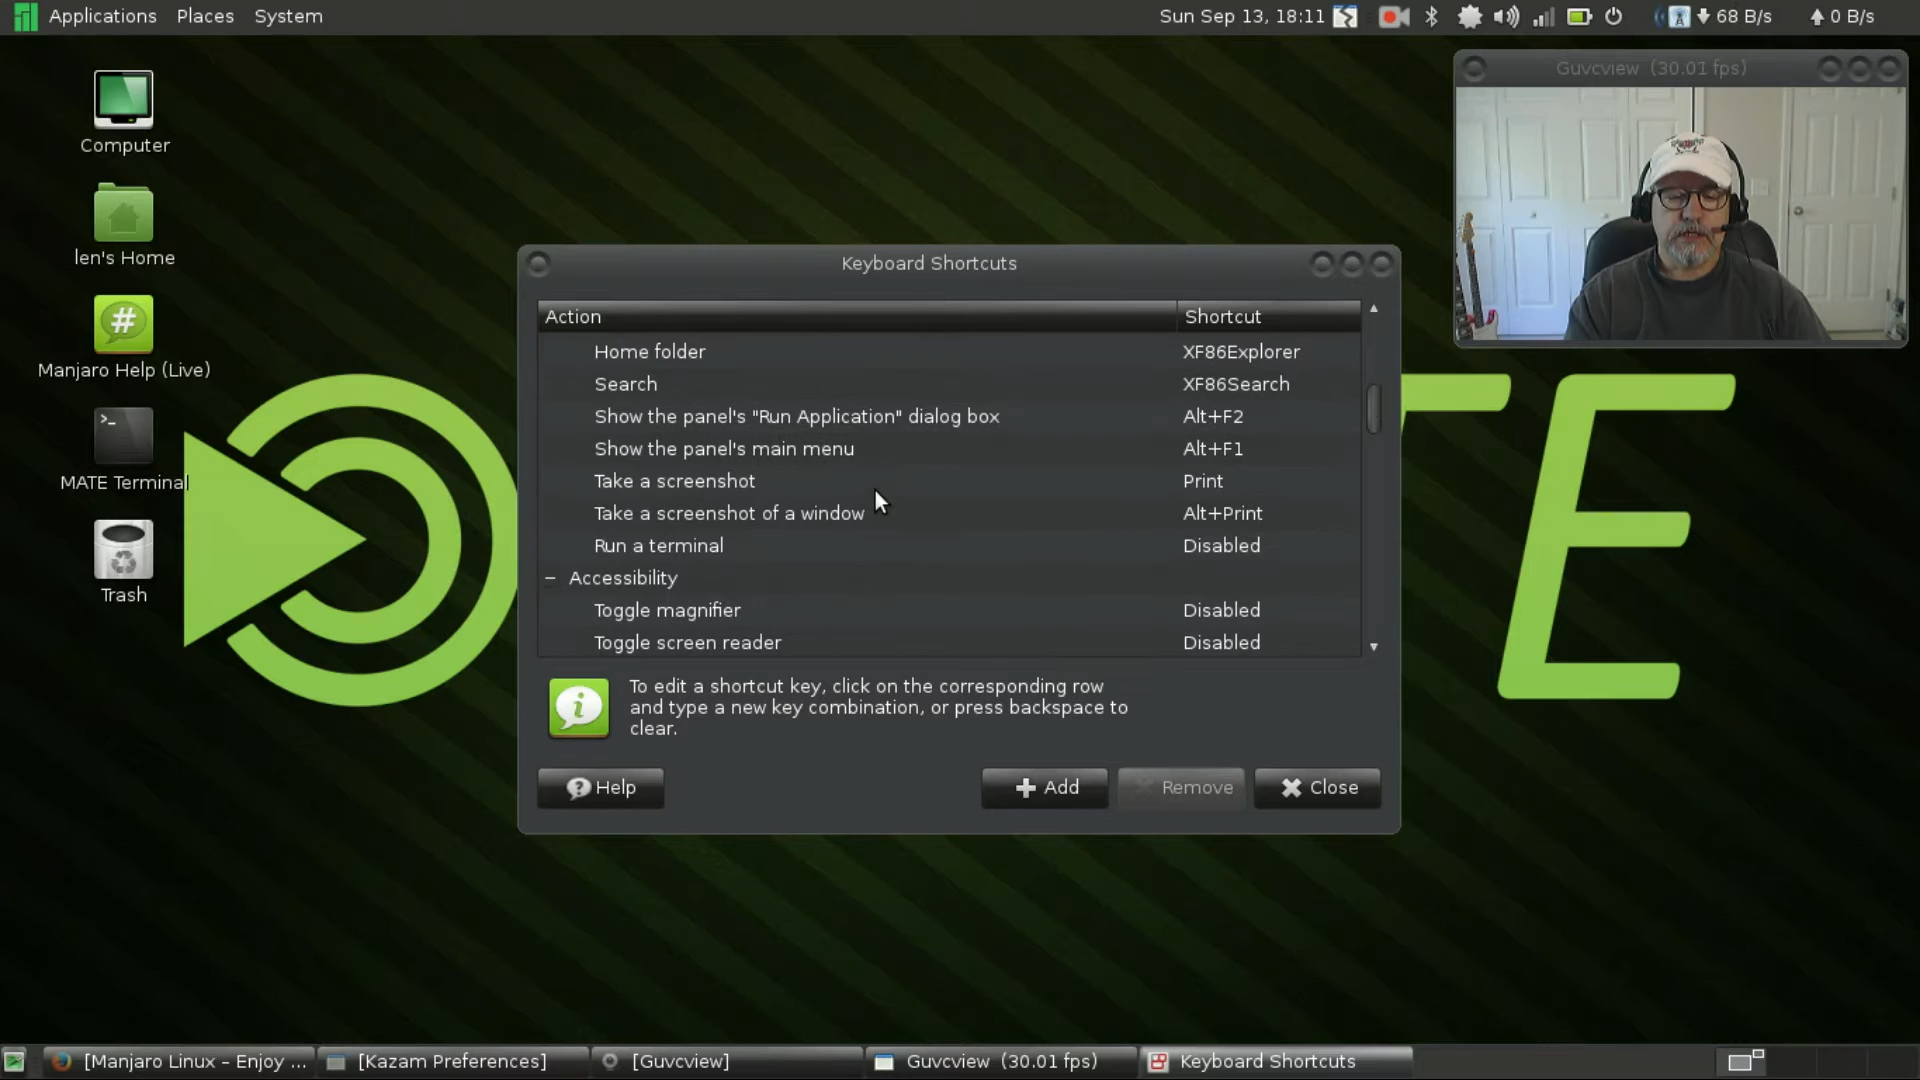 Applications Places System
Sun Sep 13, 18:11
68 B/s
0 B/s
Guvcview (30.01 fps)
Computer
len's Home
Manjaro Help (Live)
MATE Terminal
Trash
TE
Keyboard Shortcuts
Action Shortcut
Home folder XF86Explorer
Search XF86Search
Show the panel's "Run Application" dialog box Alt+F2
Show the panel's main menu Alt+F1
Take a screenshot Print
Take a screenshot of a window Alt+Print
Run a terminal Disabled
− Accessibility
Toggle magnifier Disabled
Toggle screen reader Disabled
To edit a shortcut key, click on the corresponding row
and type a new key combination, or press backspace to
clear.
Help
Add
Remove
Close
[Manjaro Linux – Enjoy ...
[Kazam Preferences]
[Guvcview]
Guvcview (30.01 fps)
Keyboard Shortcuts